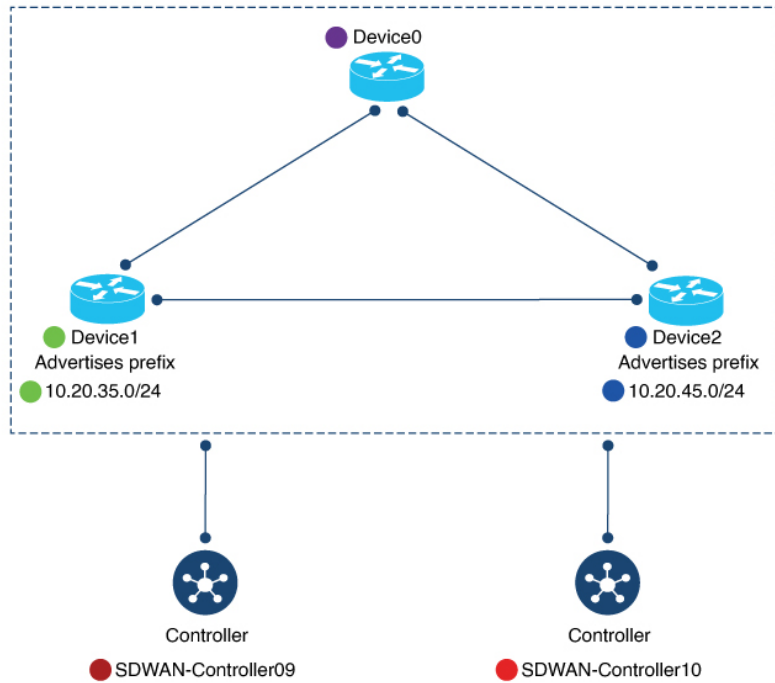 Device0
Device1
Advertises prefix
10.20.35.0/24
Device2
Advertises prefix
10.20.45.0/24
Controller
SDWAN-Controller09
Controller
SDWAN-Controller10